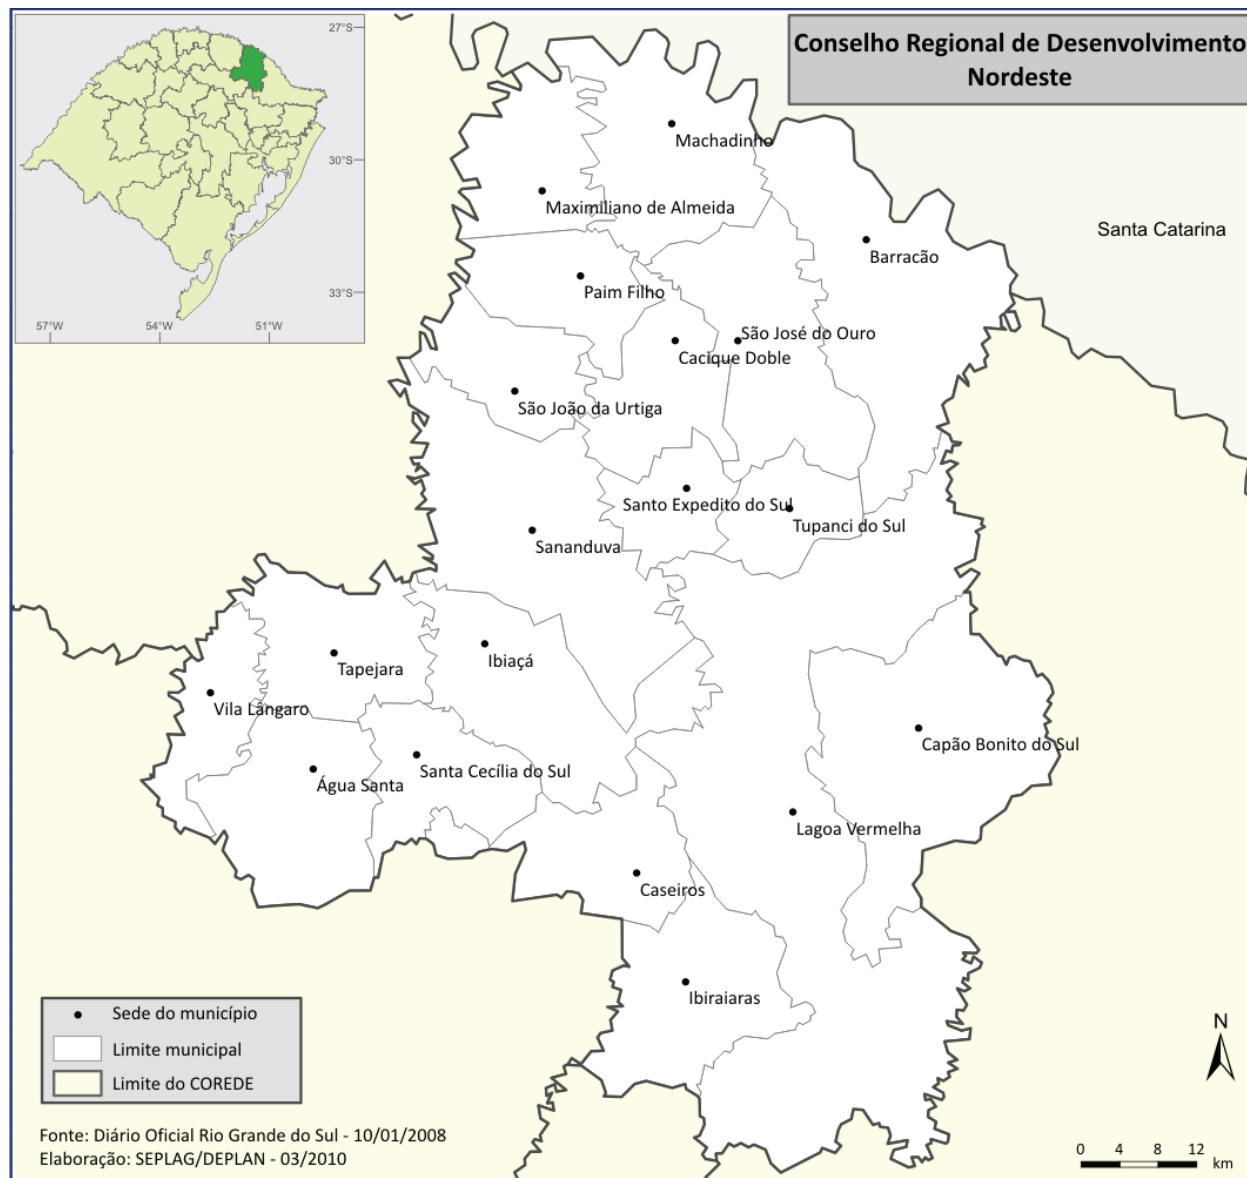 Conselho Regional de Desenvolvimento
Nordeste
27°S
30°S
33°S
57°W
54°W
51°W
Santa Catarina
Machadinho
Maximiliano de Almeida
Barracão
Paim Filho
São José do Ouro
Cacique Doble
São João da Urtiga
Santo Expedito do Sul
Tupanci do Sul
Sananduva
Ibiaçá
Tapejara
Vila Lângaro
Capão Bonito do Sul
Santa Cecília do Sul
Água Santa
Lagoa Vermelha
Caseiros
Ibiraiaras
Sede do município
Limite municipal
Limite do COREDE
N
Fonte: Diário Oficial Rio Grande do Sul - 10/01/2008
Elaboração: SEPLAG/DEPLAN - 03/2010
0 4 8 12
km